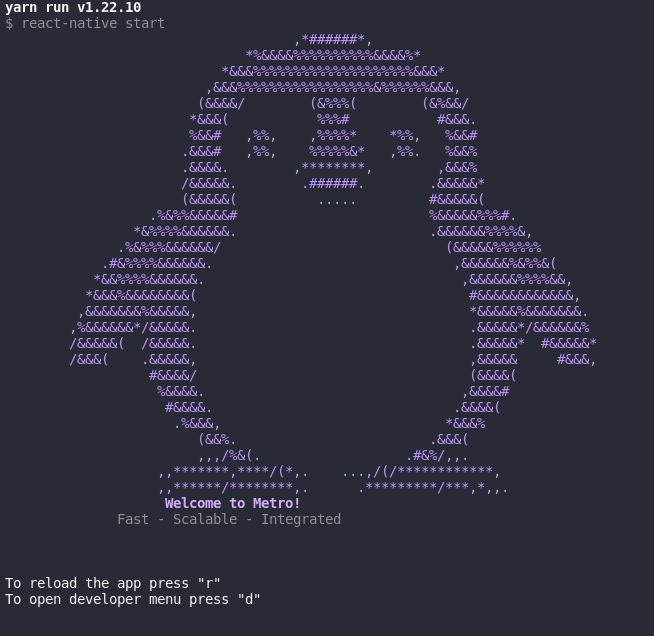 yarn run v1.22.10
$ react-native start
Welcome to Metro!
Fast - Scalable - Integrated
To reload the app press "r"
To open developer menu press "d"